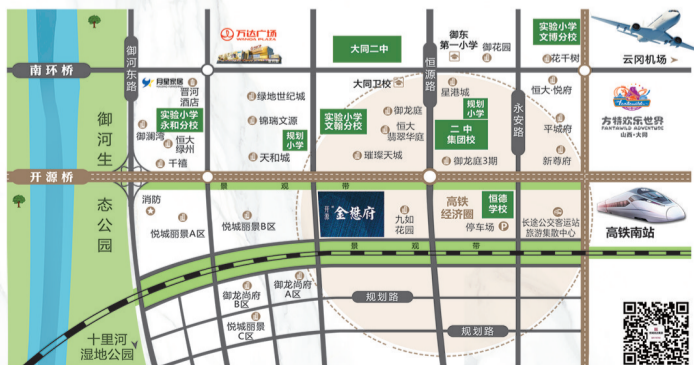 万达广场
WANDA PLAZA
大同二中
御东
第一小学
御花园
实验小学
文博分校
花千树
云冈机场
南环桥
御河东路
恒源路
月星家居
晋河
酒店
绿地世纪城
大同卫校
星港城
恒大·悦府
方特欢乐世界
FANTAWILD ADVENTURE
山西·大同
实验小学
永和分校
锦瑞文源
规划
小学
实验小学
文翰分校
御龙庭
恒大
翡翠华庭
规划
小学
二中
集团校
永安路
平城府
御澜湾
恒大
绿州
千禧
天和城
璀璨天城
御龙庭3期
新尊府
御河生态公园
开源桥
景观带
消防
悦城丽景A区
悦城丽景B区
金懋府
九如
花园
高铁
经济圈
恒德
学校
停车场
P
长途公交客运站
旅游集散中心
高铁南站
景观带
御龙尚府
B区
御龙尚府
A区
规划路
悦城丽景
C区
规划路
十里河
湿地公园